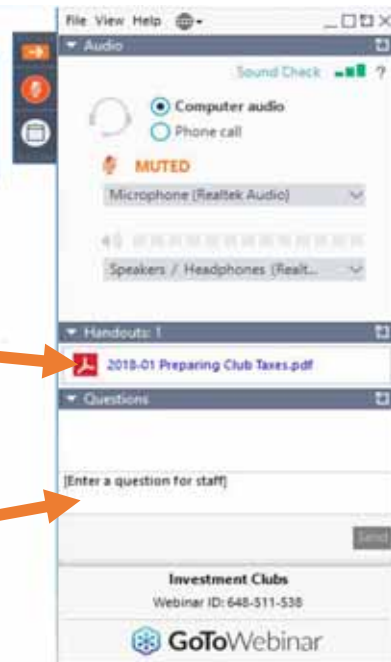 File View Help
Audio
Sound Check ?
Computer audio
Phone call
MUTED
Microphone (Realtek Audio)
Speakers / Headphones (Realt...
Handouts: 1
2018-01 Preparing Club Taxes.pdf
Questions
[Enter a question for staff]
Send
Investment Clubs
Webinar ID: 648-511-538
GoToWebinar